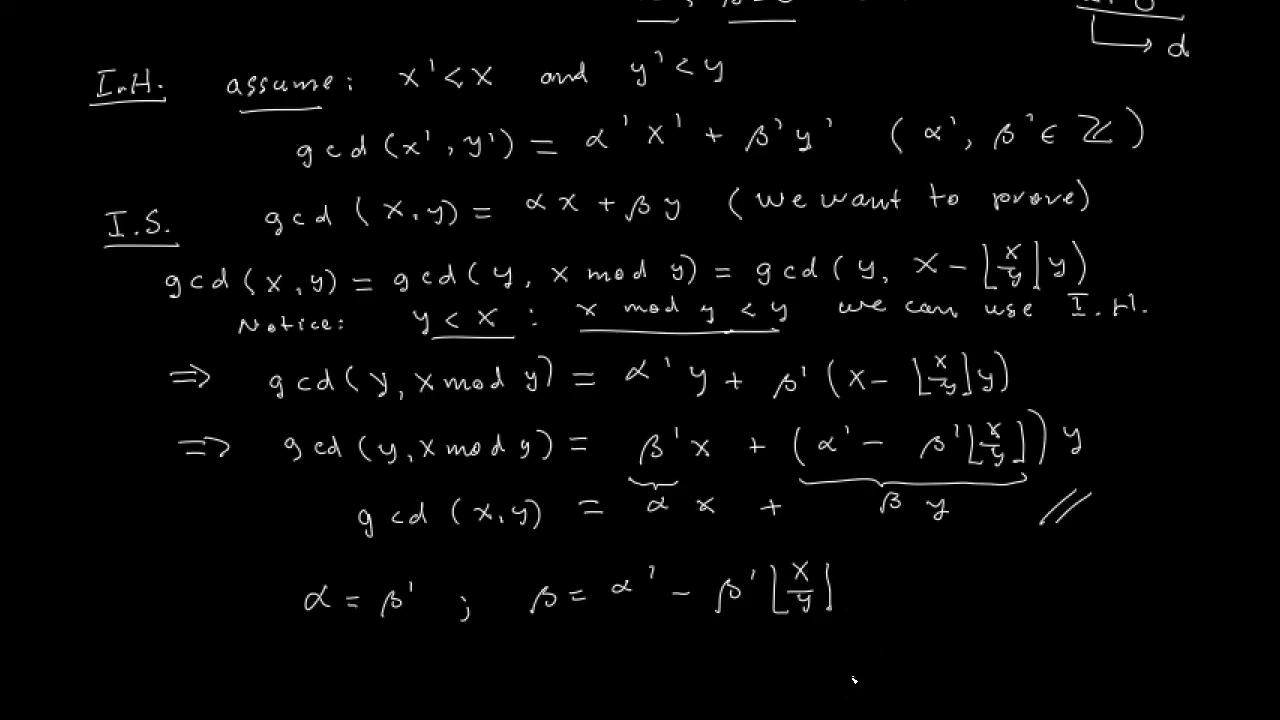 d
I.H. assume: x' < x and y' < y
gcd(x', y') = α'x' + β'y' (α', β' ∈ ℤ)
I.S. gcd(x, y) = αx + βy (we want to prove)
gcd(x, y) = gcd(y, x mod y) = gcd(y, x - ⌊x/y⌋y)
Notice: y < x : x mod y < y we can use I.H.
⇒ gcd(y, x mod y) = α'y + β'(x - ⌊x/y⌋y)
⇒ gcd(y, x mod y) = β'x + (α' - β'⌊x/y⌋)) y
gcd(x, y) = αx + βy //
α = β' ; β = α' - β'⌊x/y⌋